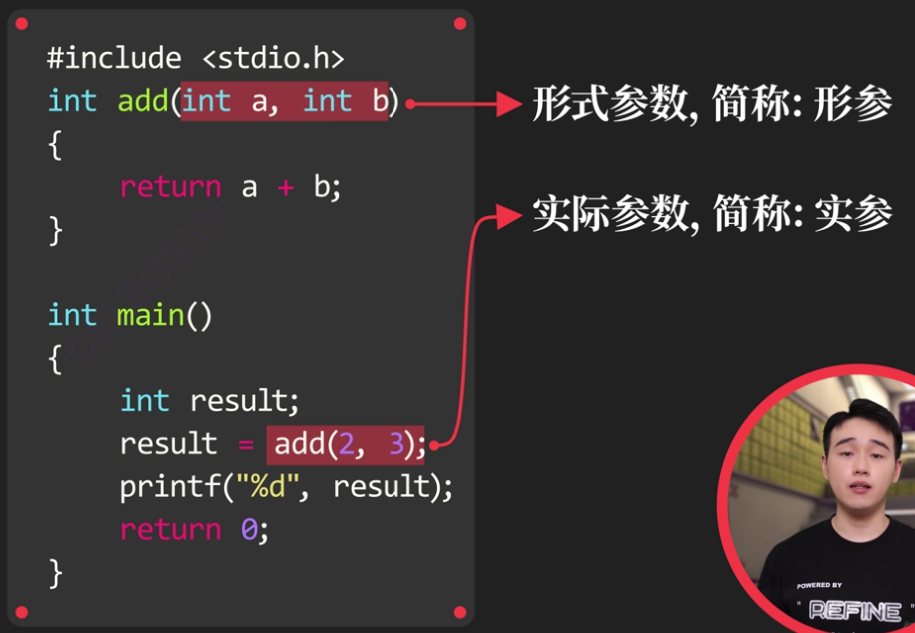 #include <stdio.h>
int add(int a, int b)
形式参数, 简称: 形参
{
return a + b;
实际参数, 简称: 实参
}
int main()
{
int result;
result = add(2, 3);
printf("%d", result);
return 0;
}
POWERED BY
" REFINE "